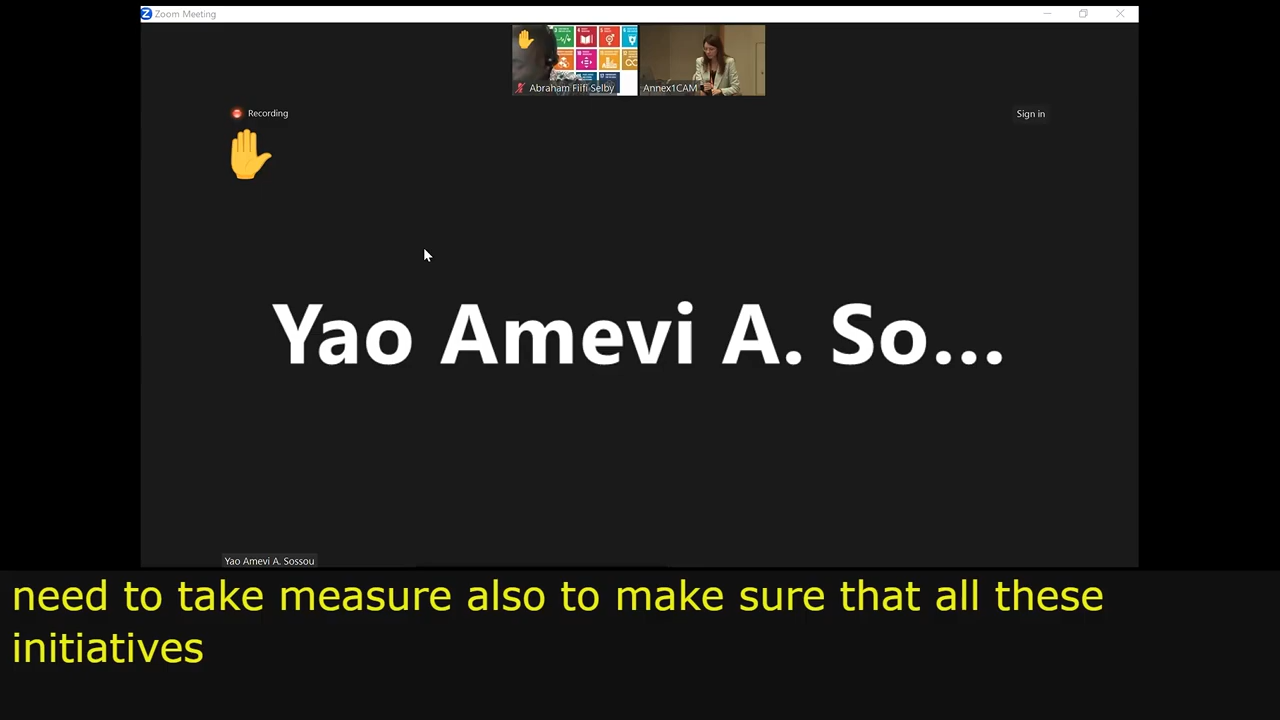 Zoom Meeting
Abraham Fiifi Selby
Annex1CAM
Recording
Sign in
Yao Amevi A. So...
Yao Amevi A. Sossou
need to take measure also to make sure that all these
initiatives